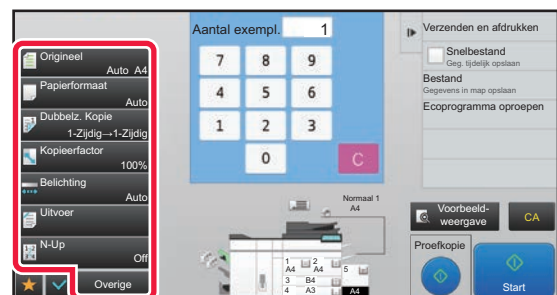 Origineel
Auto A4
Papierformaat
Auto
Dubbelz. Kopie
1-Zijdig→1-Zijdig
Kopieerfactor
100%
Belichting
Auto
Uitvoer
N-Up
Off
Overige
Aantal exempl. 1
7 8 9
4 5 6
1 2 3
0 C
Normaal 1
A4
1 A4
2 A4
3 B4
4 A3
5
A4
Verzenden en afdrukken
Snelbestand
Geg. tijdelijk opslaan
Bestand
Gegevens in map opslaan
Ecoprogramma oproepen
Voorbeeld-
weergave
CA
Proefkopie
Start